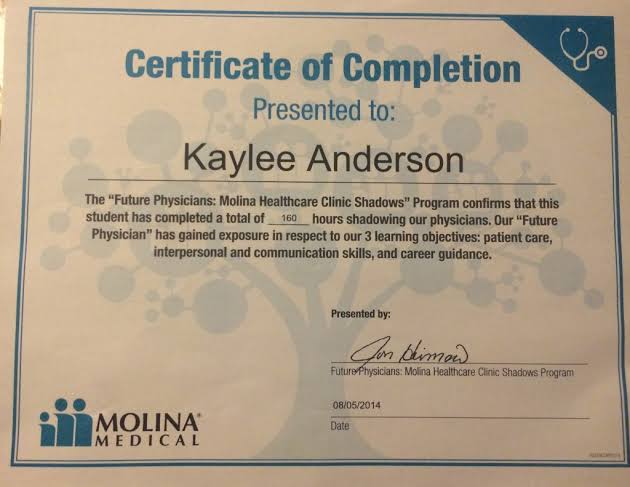 Certificate of Completion
Presented to:
Kaylee Anderson
The “Future Physicians: Molina Healthcare Clinic Shadows” Program confirms that this
student has completed a total of 160 hours shadowing our physicians. Our “Future
Physician” has gained exposure in respect to our 3 learning objectives: patient care,
interpersonal and communication skills, and career guidance.
Presented by:
Jon
Future Physicians: Molina Healthcare Clinic Shadows Program
08/05/2014
Date
MOLINA®
MEDICAL